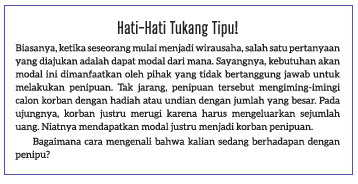 Hati-Hati Tukang Tipu!
Biasanya, ketika seseorang mulai menjadi wirausaha, salah satu pertanyaan
yang diajukan adalah dapat modal dari mana. Sayangnya, kebutuhan akan
modal ini dimanfaatkan oleh pihak yang tidak bertanggung jawab untuk
melakukan penipuan. Tak jarang, penipuan tersebut mengiming-imingi
calon korban dengan hadiah atau undian dengan jumlah yang besar. Pada
ujungnya, korban justru merugi karena harus mengeluarkan sejumlah
uang. Niatnya mendapatkan modal justru menjadi korban penipuan.
Bagaimana cara mengenali bahwa kalian sedang berhadapan dengan
penipu?